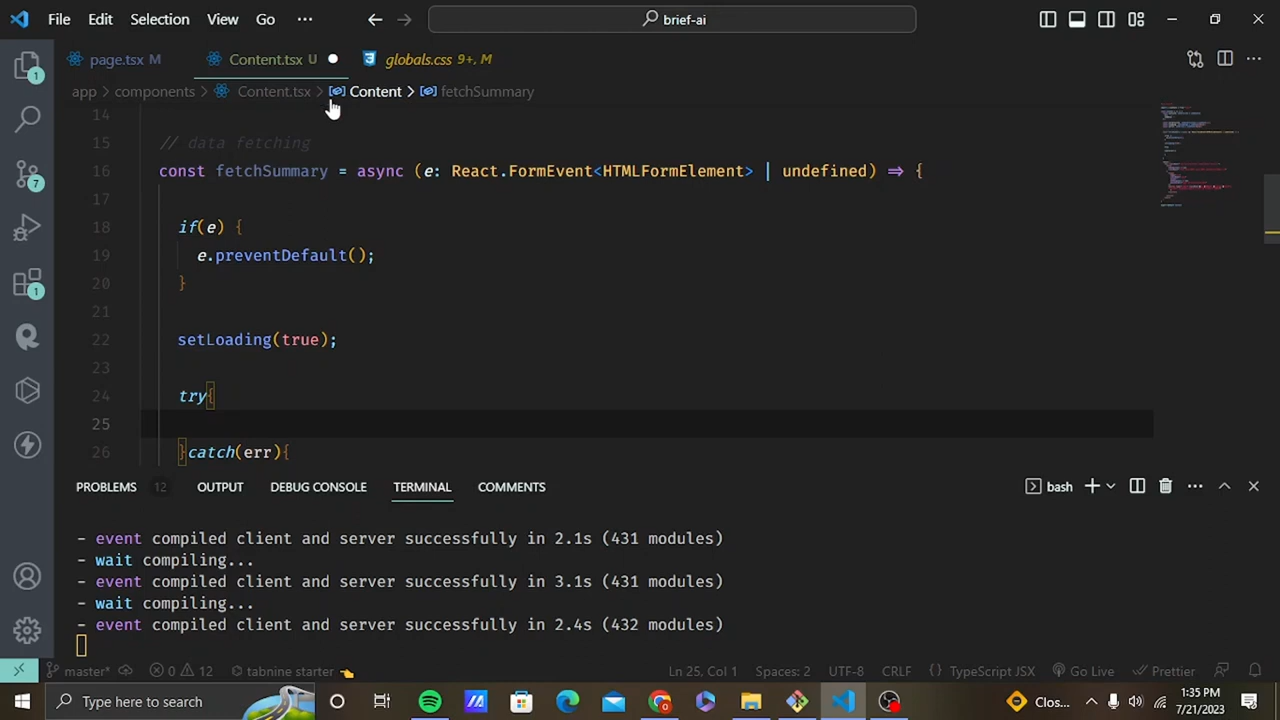 File Edit Selection View Go ··· brief-ai
page.tsx M Content.tsx U globals.css 9+, M
app > components > Content.tsx > Content > fetchSummary
14
15 // data fetching
16 const fetchSummary = async (e: React.FormEvent<HTMLFormElement> | undefined) => {
17
18 if(e) {
19 e.preventDefault();
20 }
21
22 setLoading(true);
23
24 try{
25
26 }catch(err){
1
7
1
PROBLEMS 12 OUTPUT DEBUG CONSOLE TERMINAL COMMENTS bash
- event compiled client and server successfully in 2.1s (431 modules)
- wait compiling...
- event compiled client and server successfully in 3.1s (431 modules)
- wait compiling...
- event compiled client and server successfully in 2.4s (432 modules)
master* 0 12 tabnine starter Ln 25, Col 1 Spaces: 2 UTF-8 CRLF {} TypeScript JSX Go Live Prettier
Type here to search Clos... 1:35 PM
7/21/2023